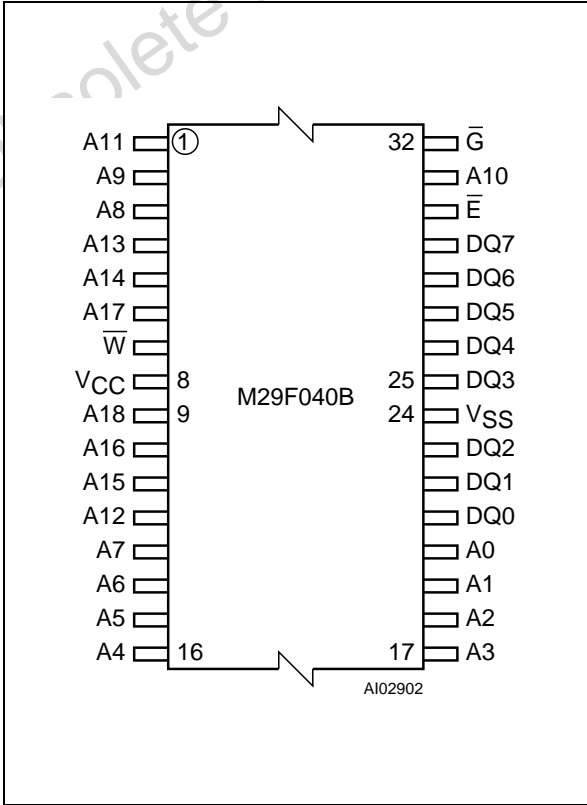 A11 1 32 G̅
A9 A10
A8 E̅
A13 DQ7
A14 DQ6
A17 DQ5
W̅ DQ4
VCC 8 25 DQ3
M29F040B
A18 9 24 VSS
A16 DQ2
A15 DQ1
A12 DQ0
A7 A0
A6 A1
A5 A2
A4 16 17 A3
AI02902